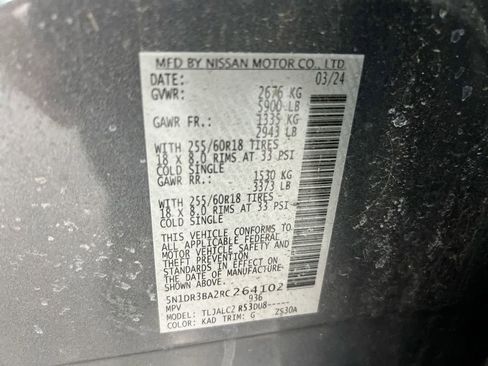 MFD BY NISSAN MOTOR CO., LTD
DATE: 03/24
GVWR: 2676 KG
5900 LB
GAWR FR.: 1335 KG
2943 LB
WITH 255/60R18 TIRES
18 X 8.0 RIMS AT 33 PSI
COLD SINGLE
GAWR RR.: 1530 KG
3373 LB
WITH 255/60R18 TIRES
18 X 8.0 RIMS AT 33 PSI
COLD SINGLE
THIS VEHICLE CONFORMS TO
ALL APPLICABLE FEDERAL
MOTOR VEHICLE SAFETY AND
THEFT PREVENTION
STANDARDS IN EFFECT ON
THE DATE OF MANUFACTURE
SHOWN ABOVE.
5N1DR3BA2RC264102
MPV 936
MODEL: TLJALCZ R53DU8-----
COLOR: KAD TRIM: G ZS30A